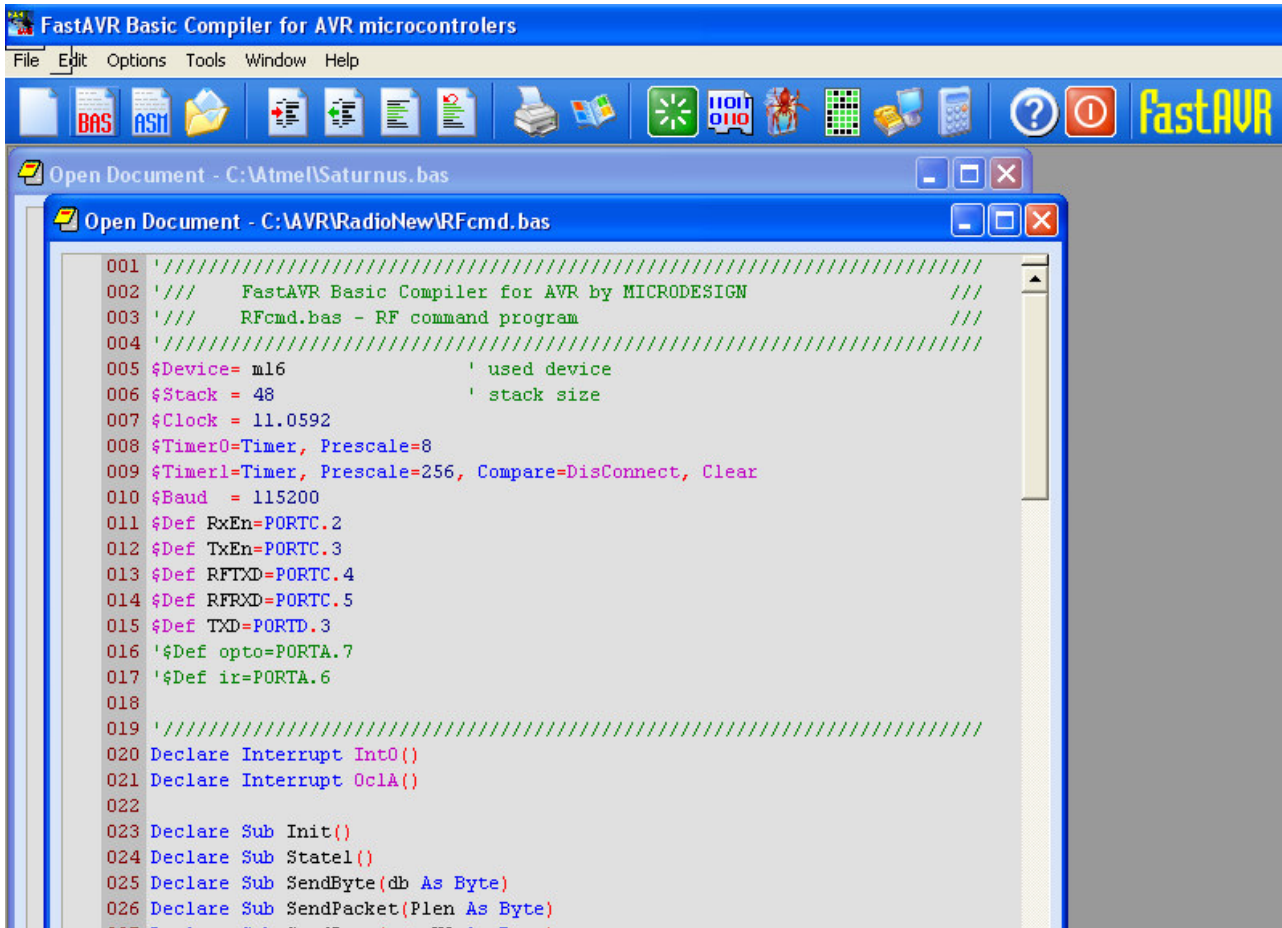 FastAVR Basic Compiler for AVR microcontrolers
File Edit Options Tools Window Help
BAS ASM 11011 0110 FastAVR
Open Document - C:\Atmel\Saturnus.bas
Open Document - C:\AVR\RadioNew\RFcmd.bas
001 '/////////////////////////////////////////////////////////////////////////
002 '/// FastAVR Basic Compiler for AVR by MICRODESIGN ///
003 '/// RFcmd.bas - RF command program ///
004 '/////////////////////////////////////////////////////////////////////////
005 $Device= m16 ' used device
006 $Stack = 48 ' stack size
007 $Clock = 11.0592
008 $Timer0=Timer, Prescale=8
009 $Timer1=Timer, Prescale=256, Compare=DisConnect, Clear
010 $Baud = 115200
011 $Def RxEn=PORTC.2
012 $Def TxEn=PORTC.3
013 $Def RFTXD=PORTC.4
014 $Def RFRXD=PORTC.5
015 $Def TXD=PORTD.3
016 '$Def opto=PORTA.7
017 '$Def ir=PORTA.6
018
019 '/////////////////////////////////////////////////////////////////////////
020 Declare Interrupt Int0()
021 Declare Interrupt Oc1A()
022
023 Declare Sub Init()
024 Declare Sub State1()
025 Declare Sub SendByte(db As Byte)
026 Declare Sub SendPacket(Plen As Byte)